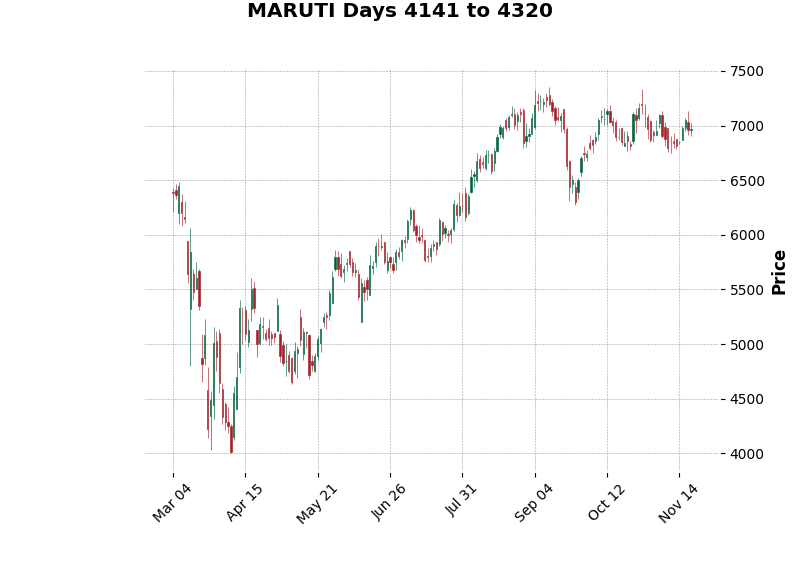 MARUTI Days 4141 to 4320
7500
7000
6500
6000
5500
5000
4500
4000
Price
Mar 04
Apr 15
May 21
Jun 26
Jul 31
Sep 04
Oct 12
Nov 14